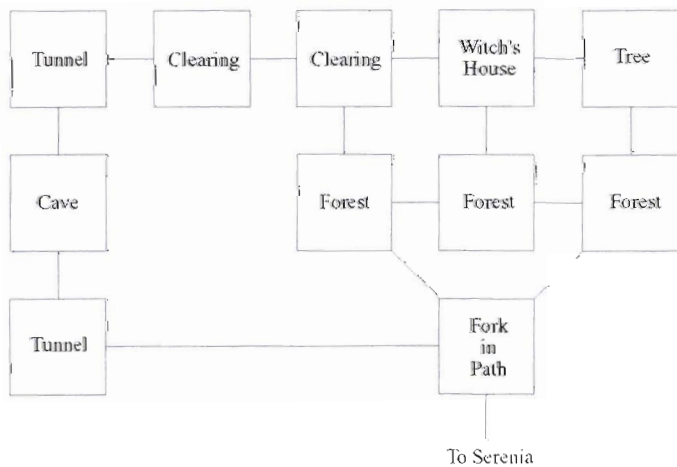 Tunnel
Clearing
Clearing
Witch's
House
Tree
Cave
Forest
Forest
Forest
Tunnel
Fork
in
Path
To Serenia